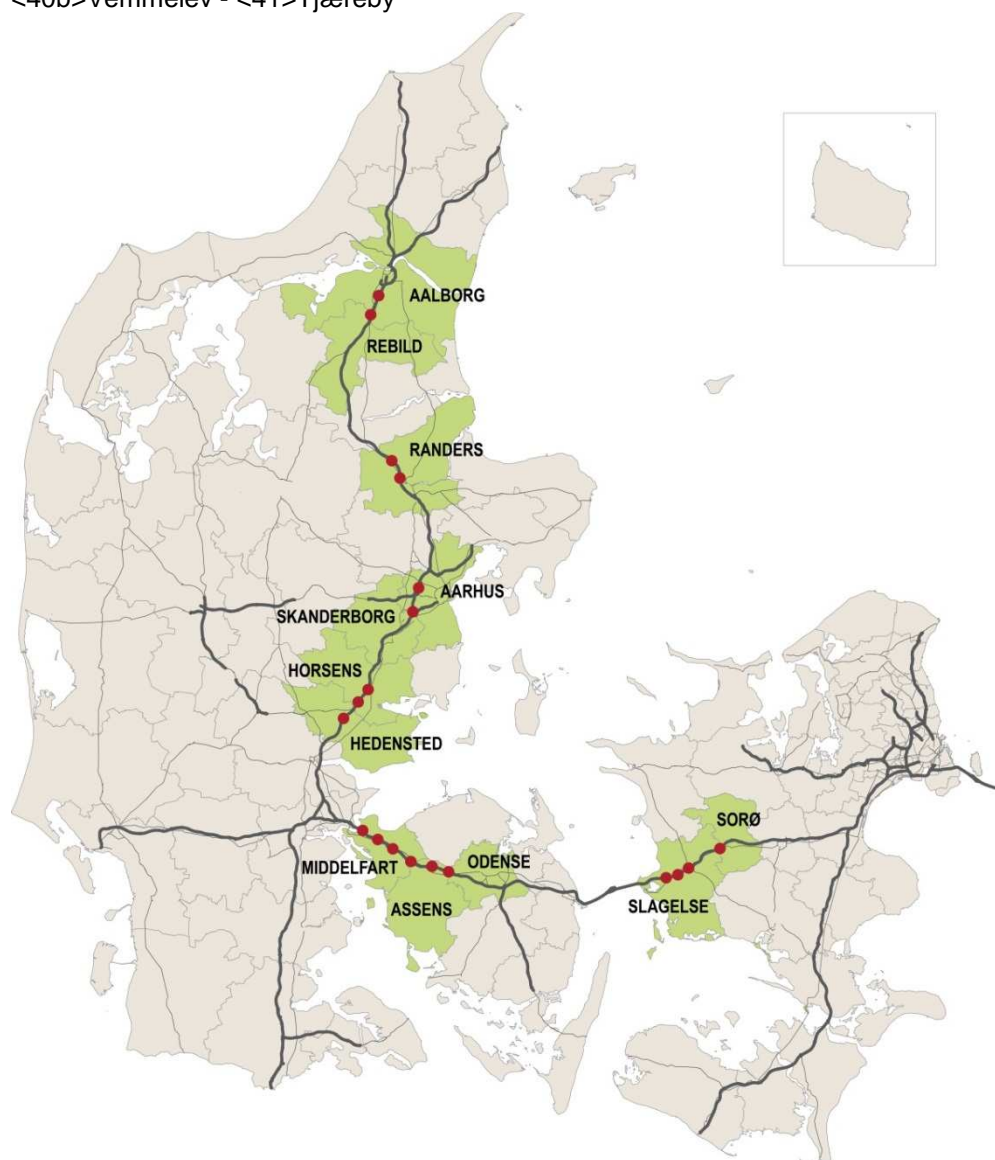 <40b>Vemmelev - <41>Tjæreby
AALBORG
REBILD
RANDERS
AARHUS
SKANDERBORG
HORSENS
HEDENSTED
SORØ
ODENSE
MIDDELFART
ASSENS
SLAGELSE